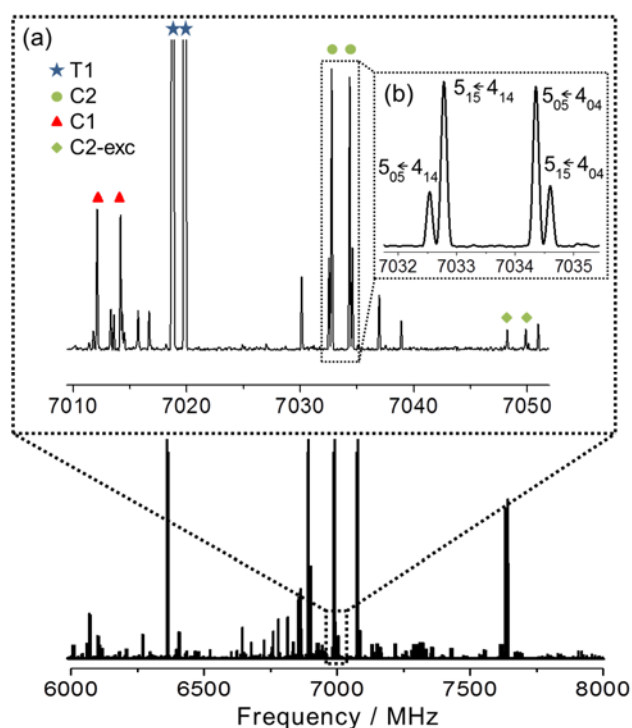 (a)
T1
C2
C1
C2-exc
(b)
5₁₅←4₁₄ 5₀₅←4₀₄
5₀₅←4₁₄ 5₁₅←4₀₄
7032 7033 7034 7035
7010 7020 7030 7040 7050
6000 6500 7000 7500 8000
Frequency / MHz